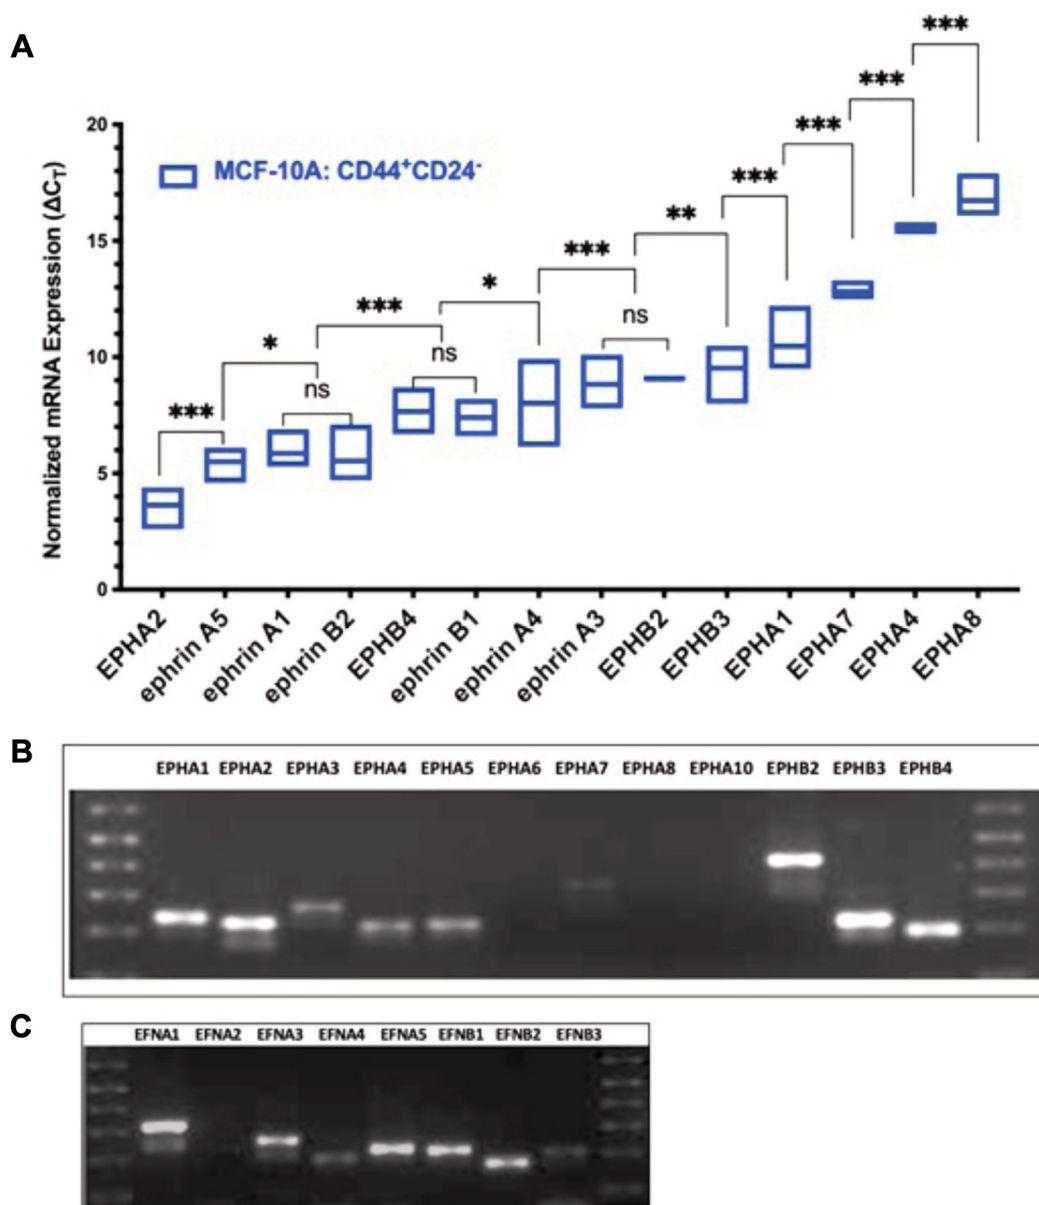 A
***
***
***
***
**
***
*
***
*
***
ns
ns
ns
20
15
10
5
0
MCF-10A: CD44⁺CD24⁻
Normalized mRNA Expression (ΔC_T)
EPHA2
ephrin A5
ephrin A1
ephrin B2
EPHB4
ephrin B1
ephrin A4
ephrin A3
EPHB2
EPHB3
EPHA1
EPHA7
EPHA4
EPHA8
B
EPHA1 EPHA2 EPHA3 EPHA4 EPHA5 EPHA6 EPHA7 EPHA8 EPHA10 EPHB2 EPHB3 EPHB4
C
EFNA1 EFNA2 EFNA3 EFNA4 EFNA5 EFNB1 EFNB2 EFNB3